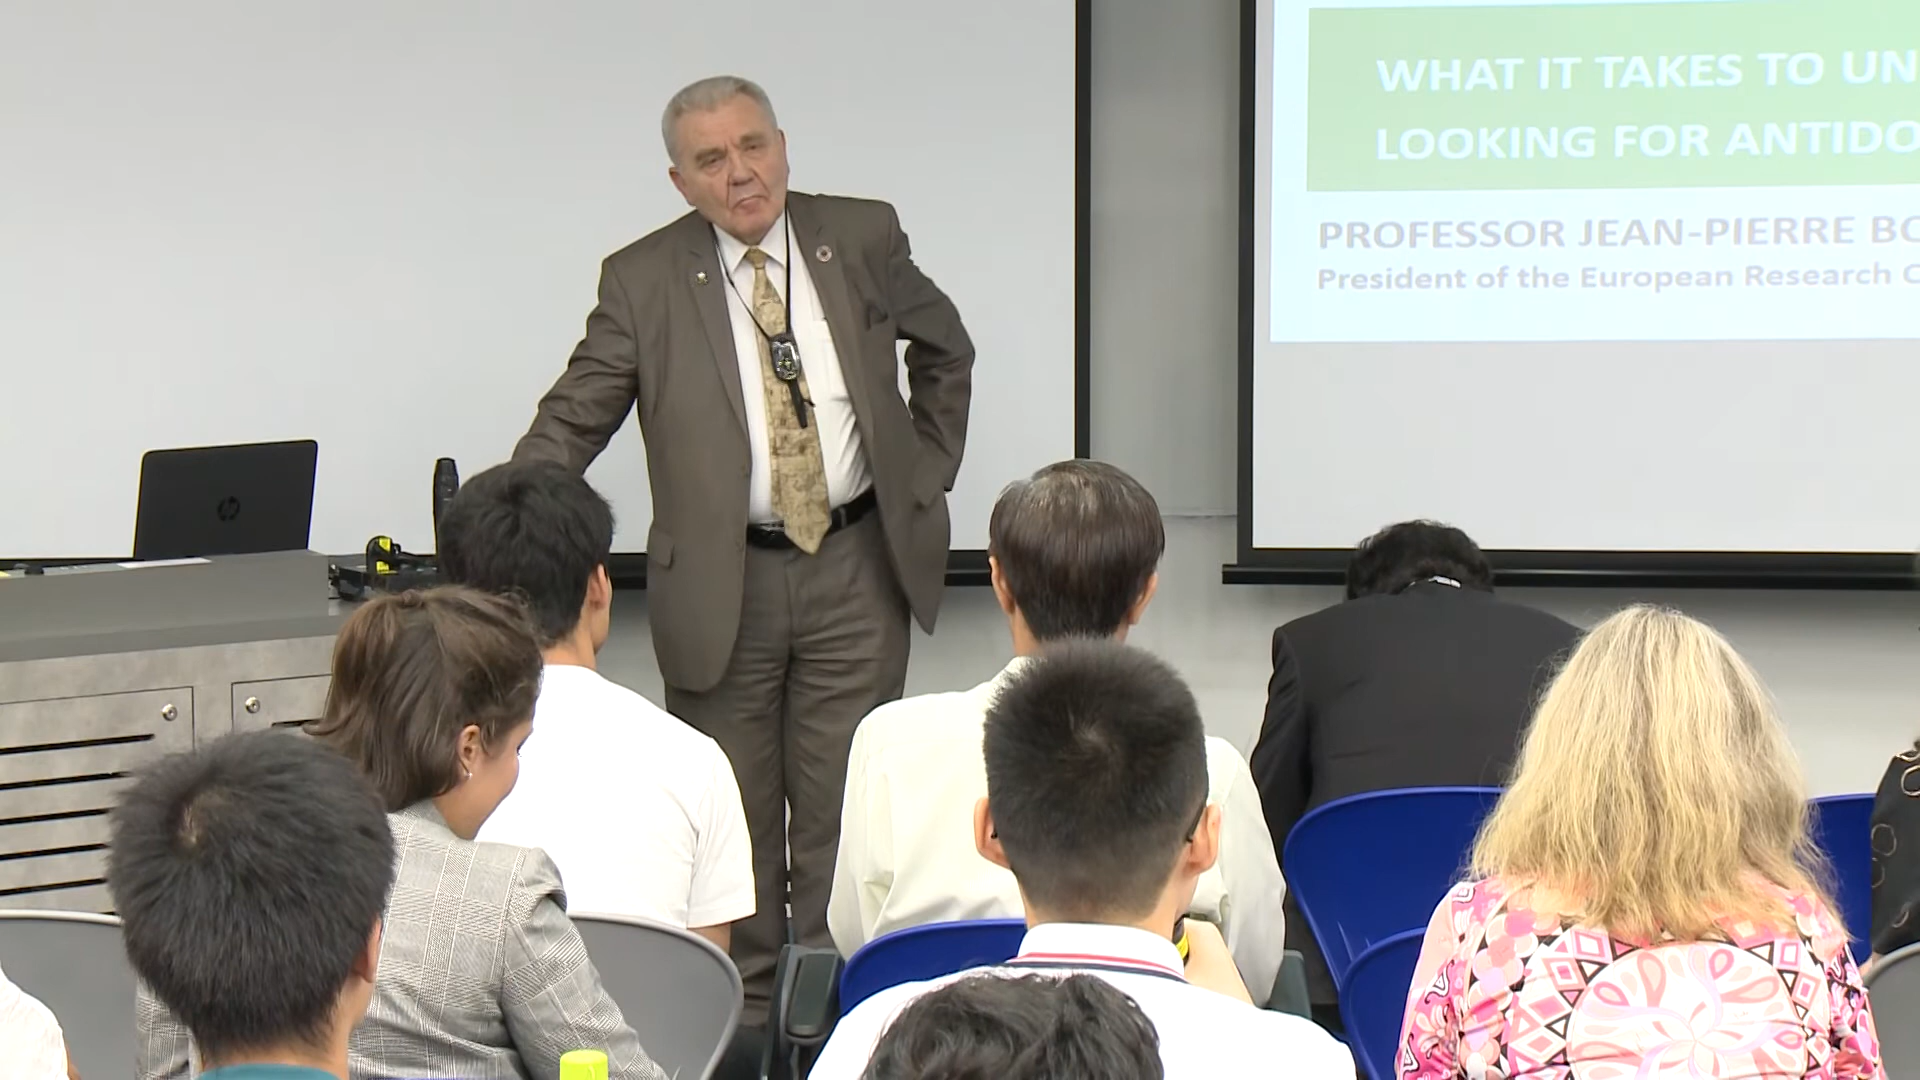 WHAT IT TAKES TO UN
LOOKING FOR ANTIDO
PROFESSOR JEAN-PIERRE BO
President of the European Research C
hp